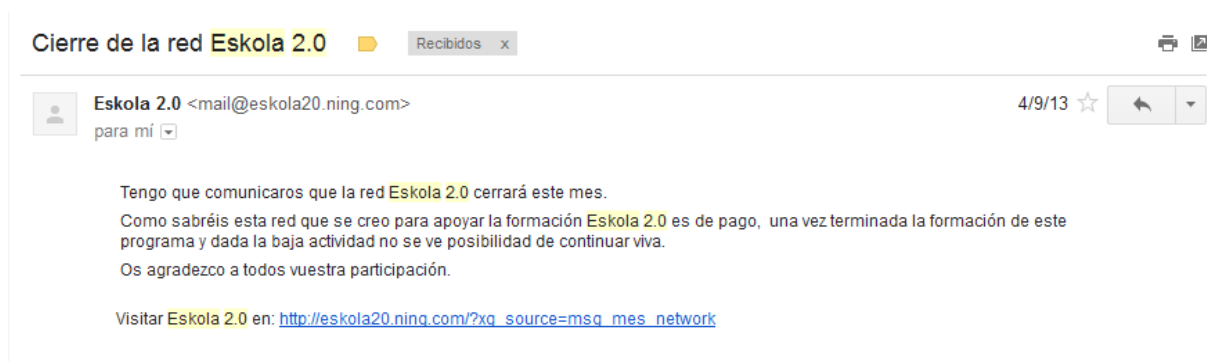 Cierre de la red Eskola 2.0 Recibidos x
Eskola 2.0 <mail@eskola20.ning.com> 4/9/13
para mí
Tengo que comunicaros que la red Eskola 2.0 cerrará este mes.
Como sabréis esta red que se creo para apoyar la formación Eskola 2.0 es de pago, una vez terminada la formación de este
programa y dada la baja actividad no se ve posibilidad de continuar viva.
Os agradezco a todos vuestra participación.
Visitar Eskola 2.0 en: http://eskola20.ning.com/?xg_source=msg_mes_network